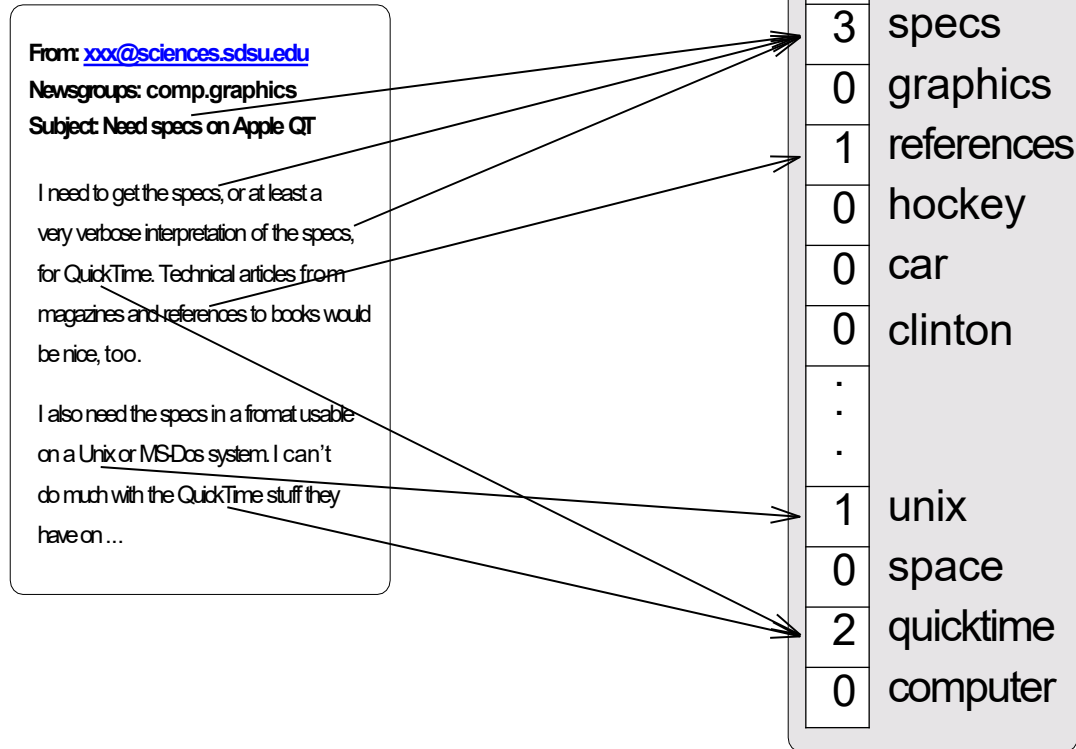 From: xxx@sciences.sdsu.edu
Newsgroups: comp.graphics
Subject: Need specs on Apple QT
I need to get the specs, or at least a
very verbose interpretation of the specs,
for QuickTime. Technical articles from
magazines and references to books would
be nice, too.
I also need the specs in a fromat usable
on a Unix or MS-Dos system. I can't
do much with the QuickTime stuff they
have on ...
3 specs
0 graphics
1 references
0 hockey
0 car
0 clinton
.
.
.
1 unix
0 space
2 quicktime
0 computer